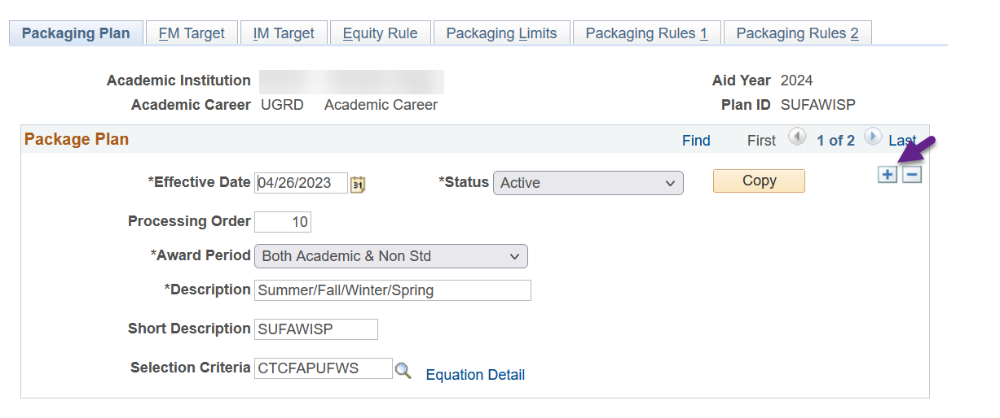 Packaging Plan FM Target IM Target Equity Rule Packaging Limits Packaging Rules 1 Packaging Rules 2
Academic Institution Aid Year 2024
Academic Career UGRD Academic Career Plan ID SUFAWISP
Package Plan Find First 1 of 2 Last
*Effective Date 04/26/2023 31 *Status Active Copy
Processing Order 10
*Award Period Both Academic & Non Std
*Description Summer/Fall/Winter/Spring
Short Description SUFAWISP
Selection Criteria CTCFAPUFWS Equation Detail